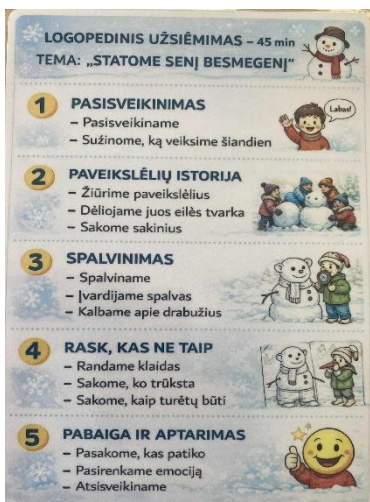 LOGOPEDINIS UŽSIĖMIMAS – 45 min
TEMA: „STATOME SENĮ BESMEGENĮ"
1 PASISVEIKINIMAS
– Pasisveikiname
– Sužinome, ką veiksime šiandien
Labas!
2 PAVEIKSLĖLIŲ ISTORIJA
– Žiūrime paveikslėlius
– Dėliojame juos eilės tvarka
– Sakome sakinius
3 SPALVINIMAS
– Spalviname
– Įvardijame spalvas
– Kalbame apie drabužius
4 RASK, KAS NE TAIP
– Randame klaidas
– Sakome, ko trūksta
– Sakome, kaip turėtų būti
5 PABAIGA IR APTARIMAS
– Pasakome, kas patiko
– Pasirenkame emociją
– Atsisveikiname